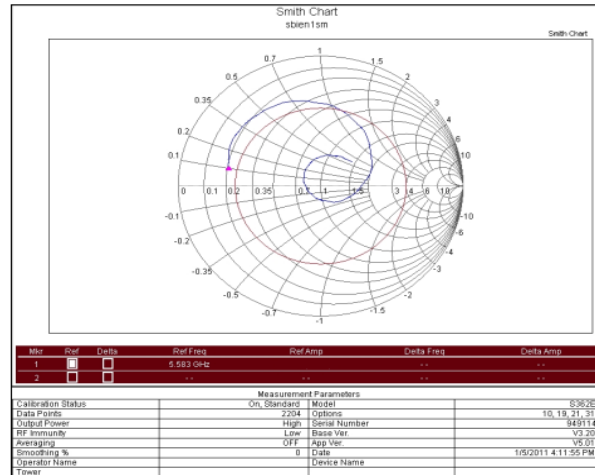 Smith Chart
sbien1sm
Smith Chart
1
0.7
1.5
0.5
2
0.35
0.2
3
4
0.1
6
10
0 0.1 0.2 0.35 0.7 1 1.5 3 4 6 10
-0.1
-10
-0.2
-6
-4
-0.35
-3
-0.5
-2
-0.7
-1.5
-1
Mkr Ref Delta Ref Freq Ref Amp Delta Freq Delta Amp
1 5.583 GHz -- -- --
2 -- -- -- --
Measurement Parameters
Calibration Status On, Standard Model S362E
Data Points 2204 Options 10, 19, 21, 31
Output Power High Serial Number 949114
RF Immunity Low Base Ver. V3.20
Averaging OFF App Ver. V5.01
Smoothing % 0 Date 1/5/2011 4:11:55 PM
Operator Name Device Name
Tower